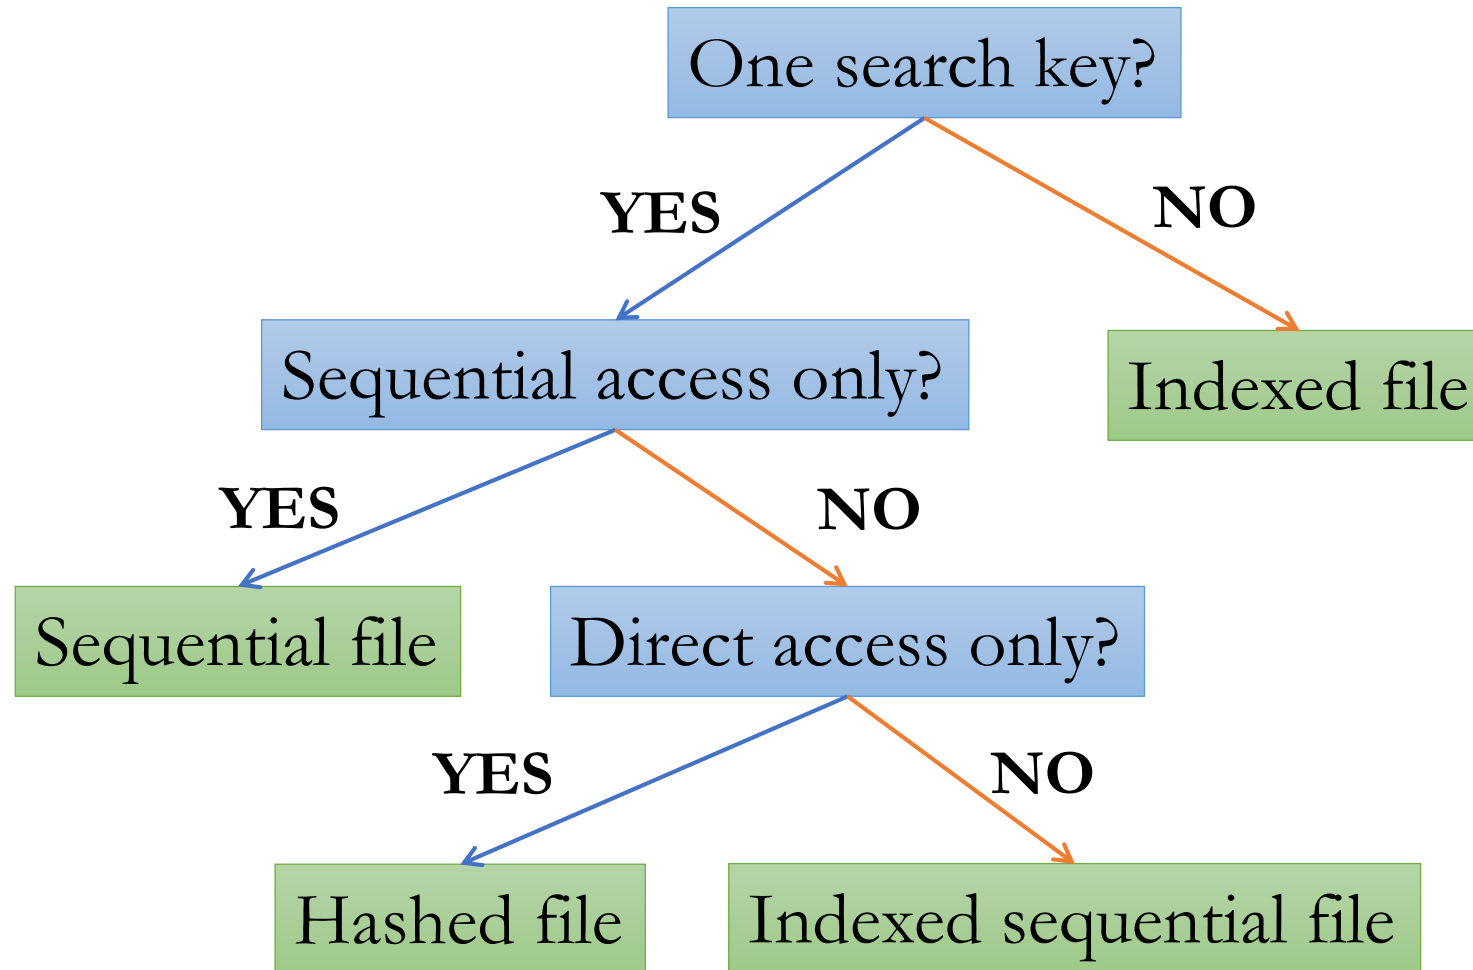 One search key?
YES
NO
Sequential access only?
Indexed file
YES
NO
Sequential file
Direct access only?
YES
NO
Hashed file
Indexed sequential file